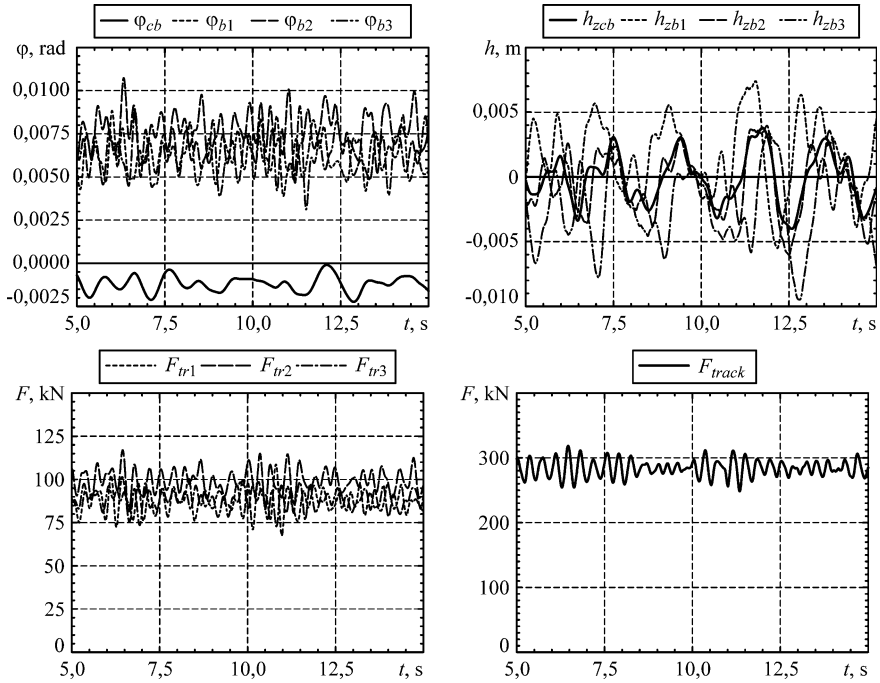 φcb φb1 φb2 φb3
φ, rad
0,0100
0,0075
0,0050
0,0025
0,0000
-0,0025
5,0 7,5 10,0 12,5 t, s
hzcb hzb1 hzb2 hzb3
h, m
0,005
0
-0,005
-0,010
5,0 7,5 10,0 12,5 t, s
Ftr1 Ftr2 Ftr3
F, kN
125
100
75
50
25
0
5,0 7,5 10,0 12,5 t, s
Ftrack
F, kN
300
200
100
0
5,0 7,5 10,0 12,5 t, s